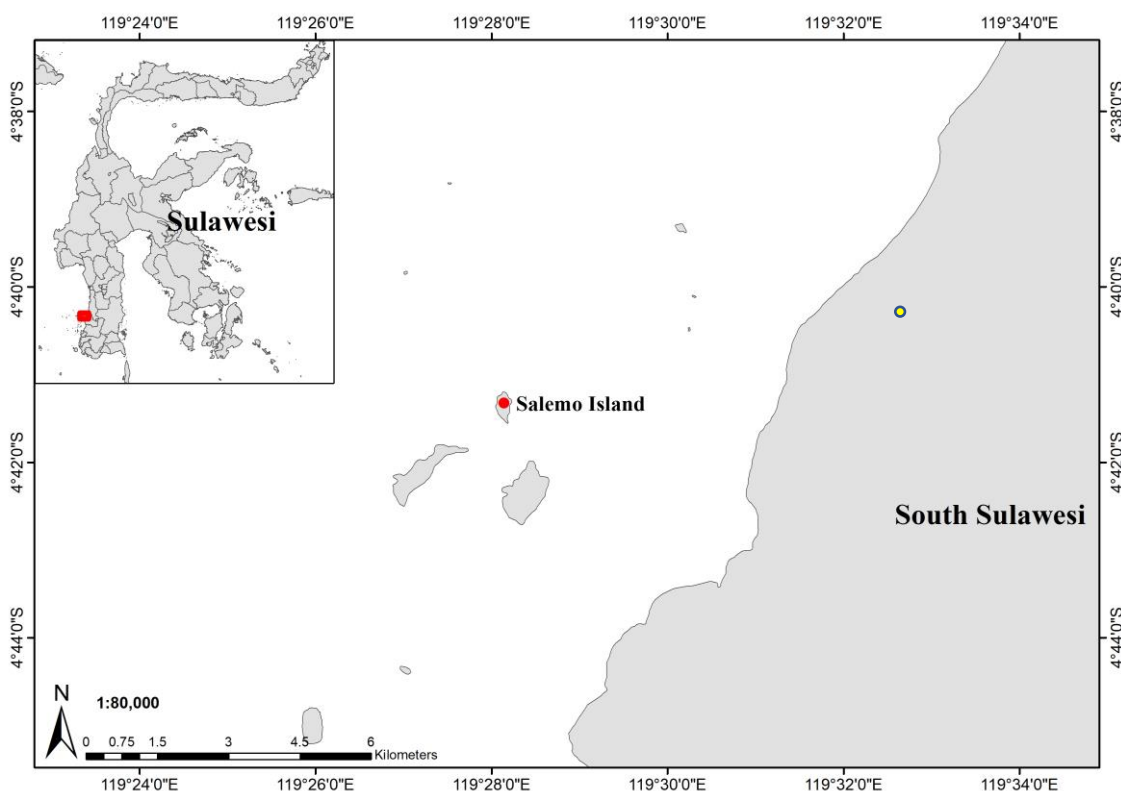 119°24'0"E 119°26'0"E 119°28'0"E 119°30'0"E 119°32'0"E 119°34'0"E
4°38'0"S 4°38'0"S
Sulawesi
4°40'0"S 4°40'0"S
Salemo Island
4°42'0"S 4°42'0"S
South Sulawesi
4°44'0"S 4°44'0"S
N
1:80,000
0 0.75 1.5 3 4.5 6
Kilometers
119°24'0"E 119°26'0"E 119°28'0"E 119°30'0"E 119°32'0"E 119°34'0"E